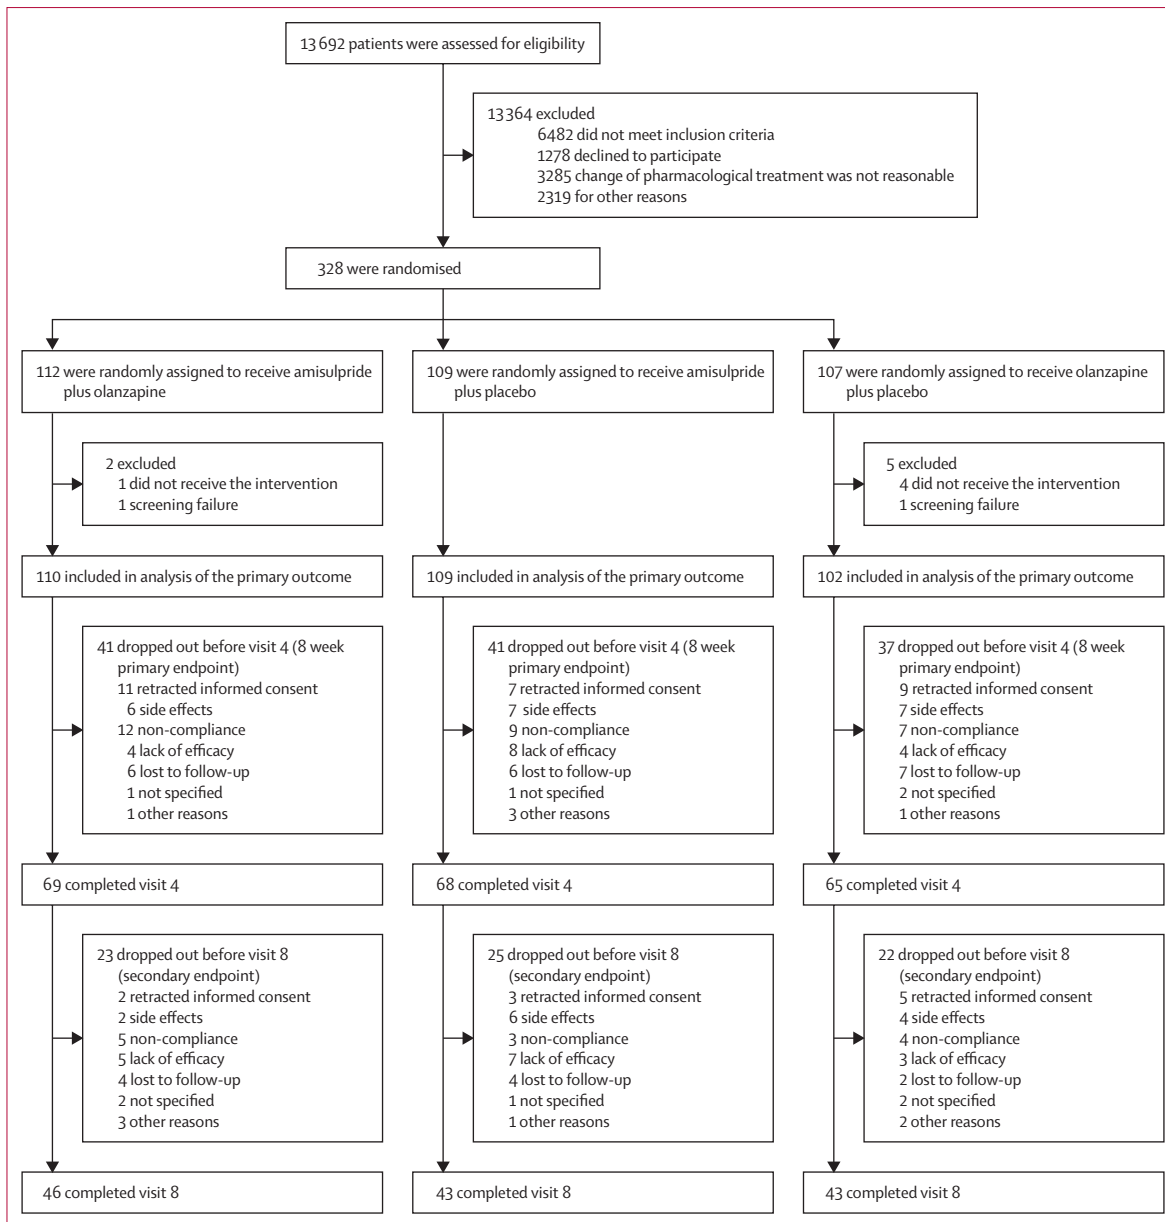 13 692 patients were assessed for eligibility
13 364 excluded
6482 did not meet inclusion criteria
1278 declined to participate
3285 change of pharmacological treatment was not reasonable
2319 for other reasons
328 were randomised
112 were randomly assigned to receive amisulpride
plus olanzapine
109 were randomly assigned to receive amisulpride
plus placebo
107 were randomly assigned to receive olanzapine
plus placebo
2 excluded
1 did not receive the intervention
1 screening failure
5 excluded
4 did not receive the intervention
1 screening failure
110 included in analysis of the primary outcome
109 included in analysis of the primary outcome
102 included in analysis of the primary outcome
41 dropped out before visit 4 (8 week
primary endpoint)
11 retracted informed consent
6 side effects
12 non-compliance
4 lack of efficacy
6 lost to follow-up
1 not specified
1 other reasons
41 dropped out before visit 4 (8 week
primary endpoint)
7 retracted informed consent
7 side effects
9 non-compliance
8 lack of efficacy
6 lost to follow-up
1 not specified
3 other reasons
37 dropped out before visit 4 (8 week
primary endpoint)
9 retracted informed consent
7 side effects
7 non-compliance
4 lack of efficacy
7 lost to follow-up
2 not specified
1 other reasons
69 completed visit 4
68 completed visit 4
65 completed visit 4
23 dropped out before visit 8
(secondary endpoint)
2 retracted informed consent
2 side effects
5 non-compliance
5 lack of efficacy
4 lost to follow-up
2 not specified
3 other reasons
25 dropped out before visit 8
(secondary endpoint)
3 retracted informed consent
6 side effects
3 non-compliance
7 lack of efficacy
4 lost to follow-up
1 not specified
1 other reasons
22 dropped out before visit 8
(secondary endpoint)
5 retracted informed consent
4 side effects
4 non-compliance
3 lack of efficacy
2 lost to follow-up
2 not specified
2 other reasons
46 completed visit 8
43 completed visit 8
43 completed visit 8